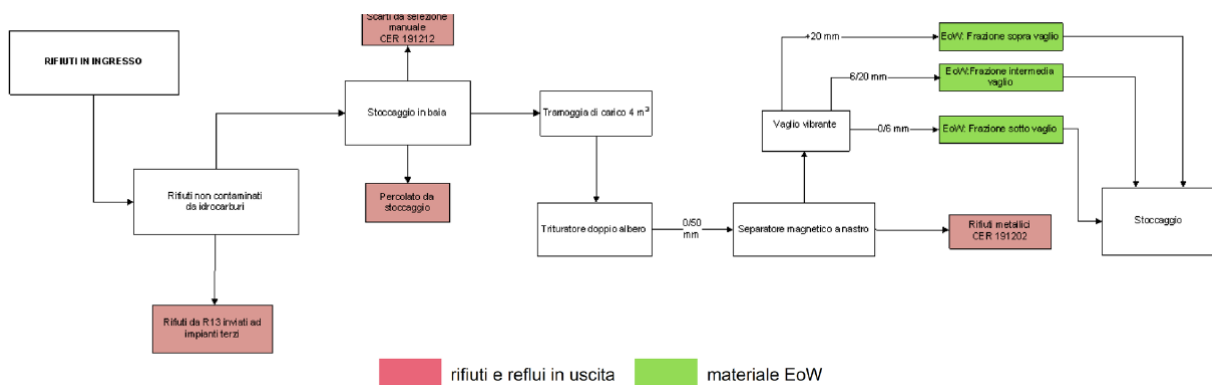 RIFIUTI IN INGRESSO
Rifiuti non contaminati
da idrocarburi
Rifiuti da R13 inviati ad
impianti terzi
Scarti da selezione
manuale
CER 191212
Stoccaggio in baia
Percolato da
stoccaggio
Tramoggia di carico 4 m³
Trituratore doppio albero
0/50
mm
Separatore magnetico a nastro
Rifiuti metallici
CER 191202
Vaglio vibrante
+20 mm
6/20 mm
0/6 mm
EoW: Frazione sopra vaglio
EoW:Frazione intermedia
vaglio
EoW: Frazione sotto vaglio
Stoccaggio
rifiuti e reflui in uscita
materiale EoW